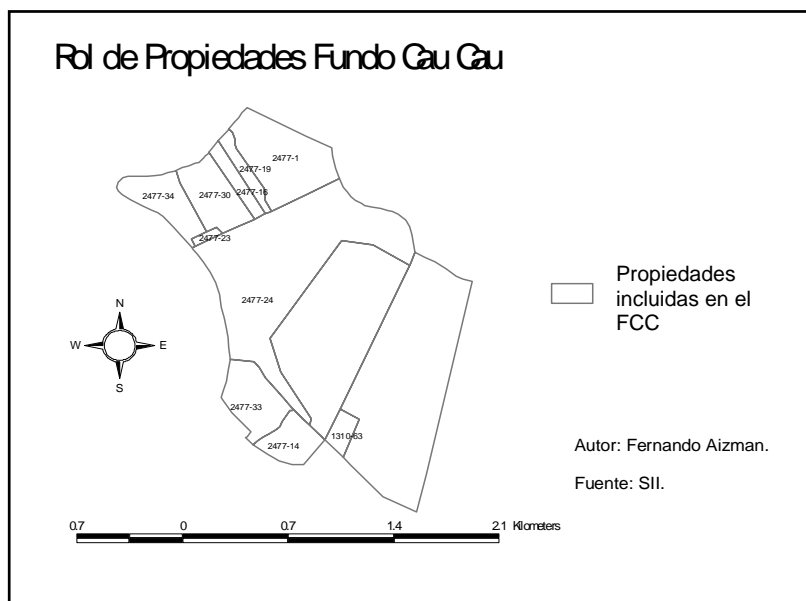 Rol de Propiedades Fundo Cau Cau
2477-1
2477-19
2477-16
2477-30
2477-34
2477-23
2477-24
2477-33
2477-14
1310-63
N
W
E
S
Propiedades
incluidas en el
FCC
Autor: Fernando Aizman.
Fuente: SII.
0.7 0 0.7 1.4 2.1 Kilometers